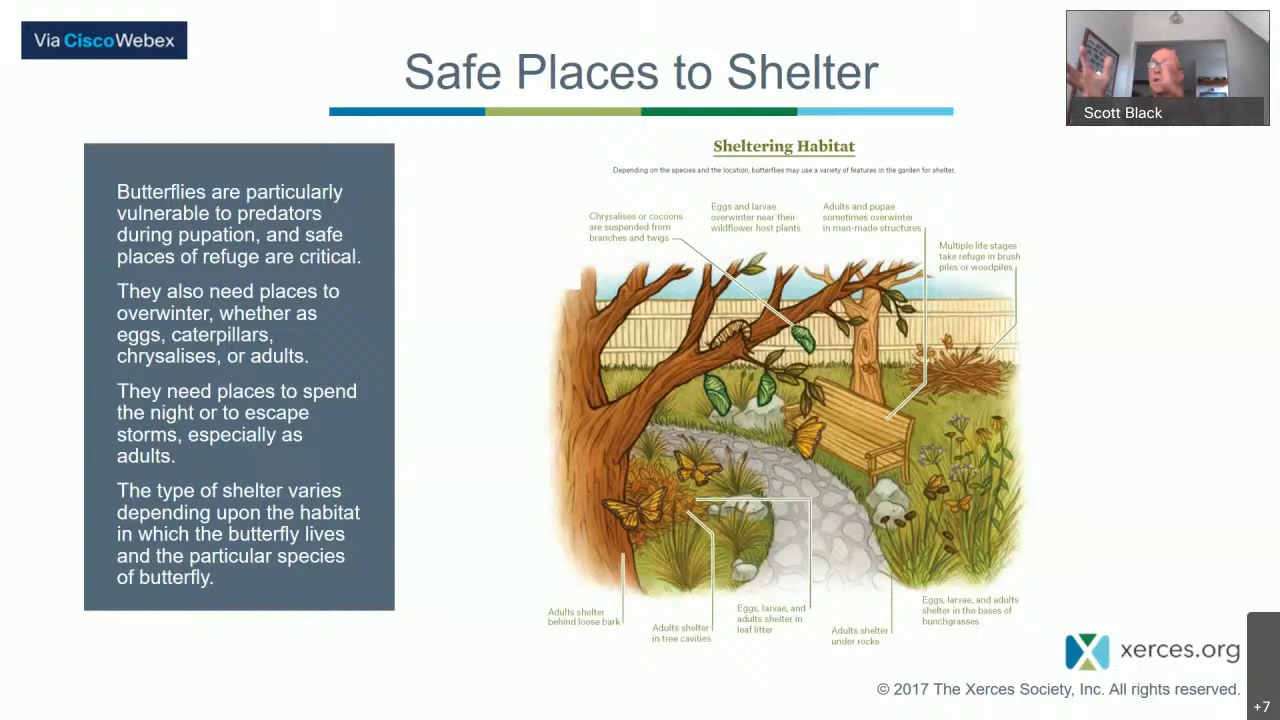 Via CiscoWebex
Safe Places to Shelter
Scott Black
Butterflies are particularly
vulnerable to predators
during pupation, and safe
places of refuge are critical.
They also need places to
overwinter, whether as
eggs, caterpillars,
chrysalises, or adults.
They need places to spend
the night or to escape
storms, especially as
adults.
The type of shelter varies
depending upon the habitat
in which the butterfly lives
and the particular species
of butterfly.
Sheltering Habitat
Depending on the species and the location, butterflies may use a variety of features in the garden for shelter.
Chrysalises or cocoons
are suspended from
branches and twigs
Eggs and larvae
overwinter near their
wildflower host plants
Adults and pupae
sometimes overwinter
in man-made structures
Multiple life stages
take refuge in brush
piles or woodpiles
Adults shelter
behind loose bark
Adults shelter
in tree cavities
Eggs, larvae, and
adults shelter in
leaf litter
Adults shelter
under rocks
Eggs, larvae, and adults
shelter in the bases of
bunchgrasses
xerces.org
© 2017 The Xerces Society, Inc. All rights reserved.
+7